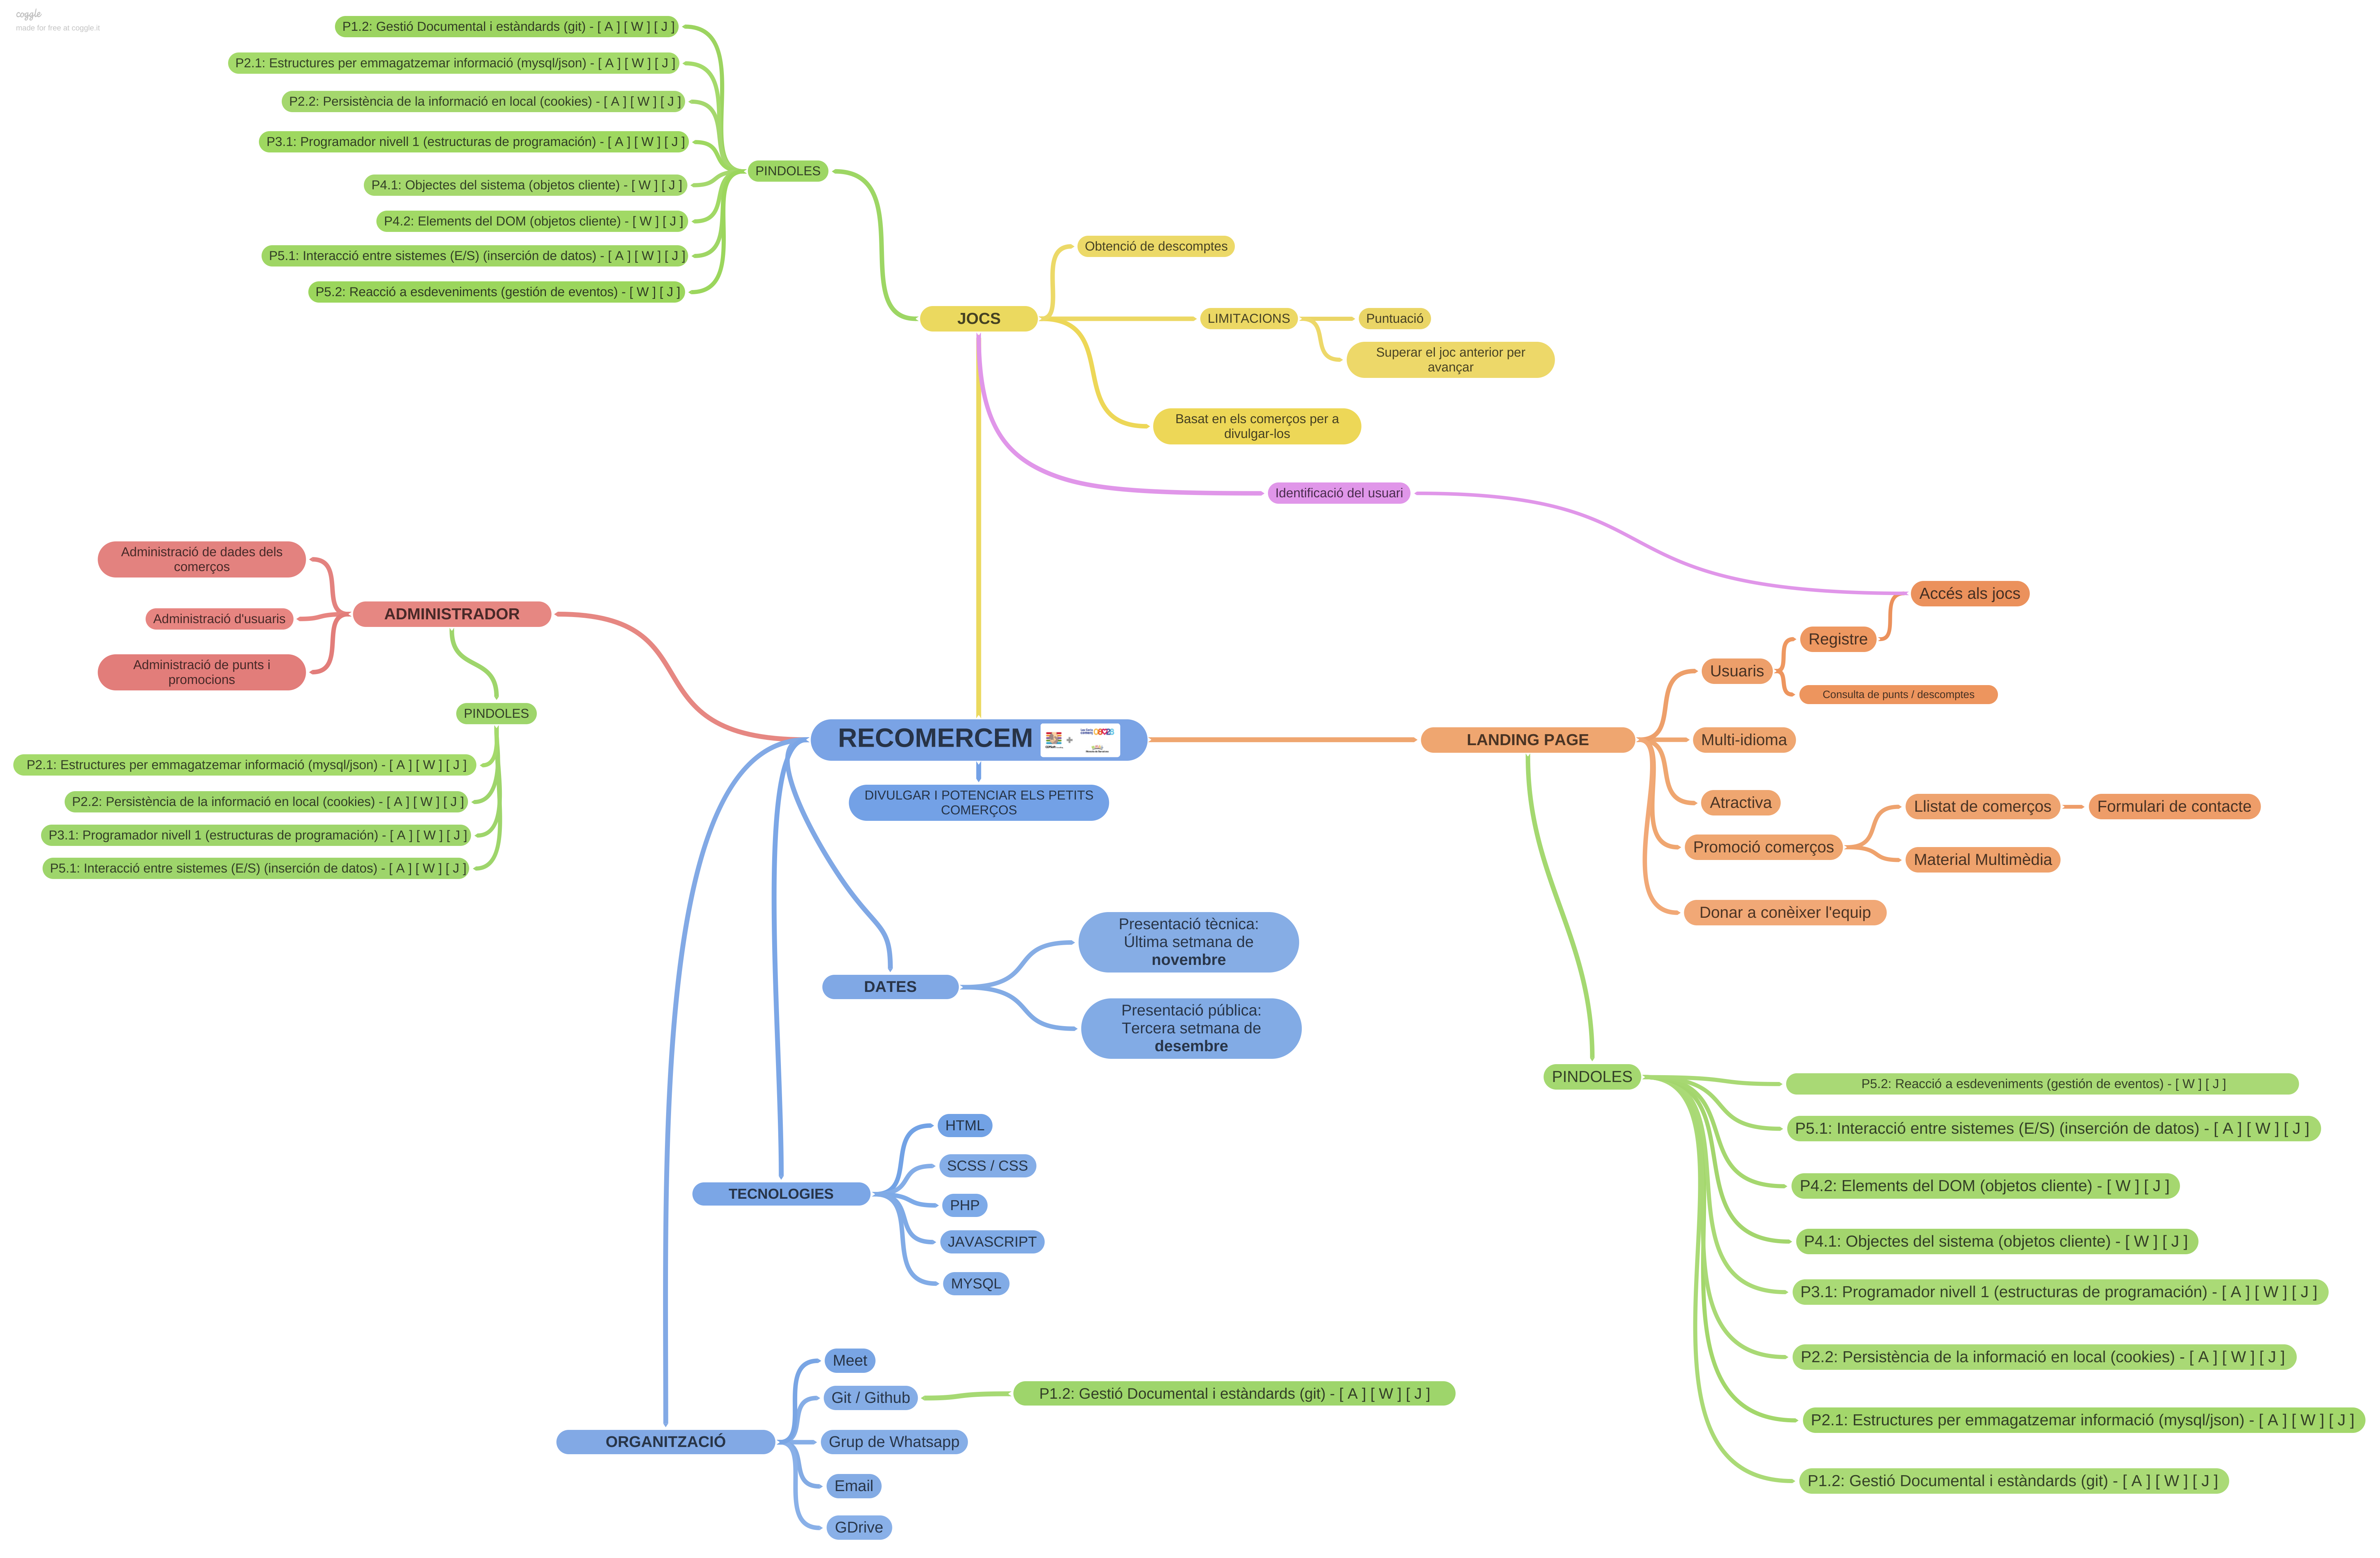 coggle
made for free at coggle.it
P1.2: Gestió Documental i estàndards (git) - [ A ] [ W ] [ J ]
P2.1: Estructures per emmagatzemar informació (mysql/json) - [ A ] [ W ] [ J ]
P2.2: Persistència de la informació en local (cookies) - [ A ] [ W ] [ J ]
P3.1: Programador nivell 1 (estructuras de programación) - [ A ] [ W ] [ J ]
P4.1: Objectes del sistema (objetos cliente) - [ W ] [ J ]
P4.2: Elements del DOM (objetos cliente) - [ W ] [ J ]
P5.1: Interacció entre sistemes (E/S) (inserción de datos) - [ A ] [ W ] [ J ]
P5.2: Reacció a esdeveniments (gestión de eventos) - [ W ] [ J ]
PINDOLES
JOCS
Obtenció de descomptes
LIMITACIONS
Puntuació
Superar el joc anterior per
avançar
Basat en els comerços per a
divulgar-los
Identificació del usuari
Administració de dades dels
comerços
Administració d'usuaris
Administració de punts i
promocions
ADMINISTRADOR
PINDOLES
P2.1: Estructures per emmagatzemar informació (mysql/json) - [ A ] [ W ] [ J ]
P2.2: Persistència de la informació en local (cookies) - [ A ] [ W ] [ J ]
P3.1: Programador nivell 1 (estructuras de programación) - [ A ] [ W ] [ J ]
P5.1: Interacció entre sistemes (E/S) (inserción de datos) - [ A ] [ W ] [ J ]
RECOMERCEM
DIVULGAR I POTENCIAR ELS PETITS
COMERÇOS
LANDING PAGE
Usuaris
Registre
Accés als jocs
Consulta de punts / descomptes
Multi-idioma
Atractiva
Promoció comerços
Llistat de comerços
Formulari de contacte
Material Multimèdia
Donar a conèixer l'equip
DATES
Presentació tècnica:
Última setmana de
novembre
Presentació pública:
Tercera setmana de
desembre
TECNOLOGIES
HTML
SCSS / CSS
PHP
JAVASCRIPT
MYSQL
ORGANITZACIÓ
Meet
Git / Github
P1.2: Gestió Documental i estàndards (git) - [ A ] [ W ] [ J ]
Grup de Whatsapp
Email
GDrive
PINDOLES
P5.2: Reacció a esdeveniments (gestión de eventos) - [ W ] [ J ]
P5.1: Interacció entre sistemes (E/S) (inserción de datos) - [ A ] [ W ] [ J ]
P4.2: Elements del DOM (objetos cliente) - [ W ] [ J ]
P4.1: Objectes del sistema (objetos cliente) - [ W ] [ J ]
P3.1: Programador nivell 1 (estructuras de programación) - [ A ] [ W ] [ J ]
P2.2: Persistència de la informació en local (cookies) - [ A ] [ W ] [ J ]
P2.1: Estructures per emmagatzemar informació (mysql/json) - [ A ] [ W ] [ J ]
P1.2: Gestió Documental i estàndards (git) - [ A ] [ W ] [ J ]